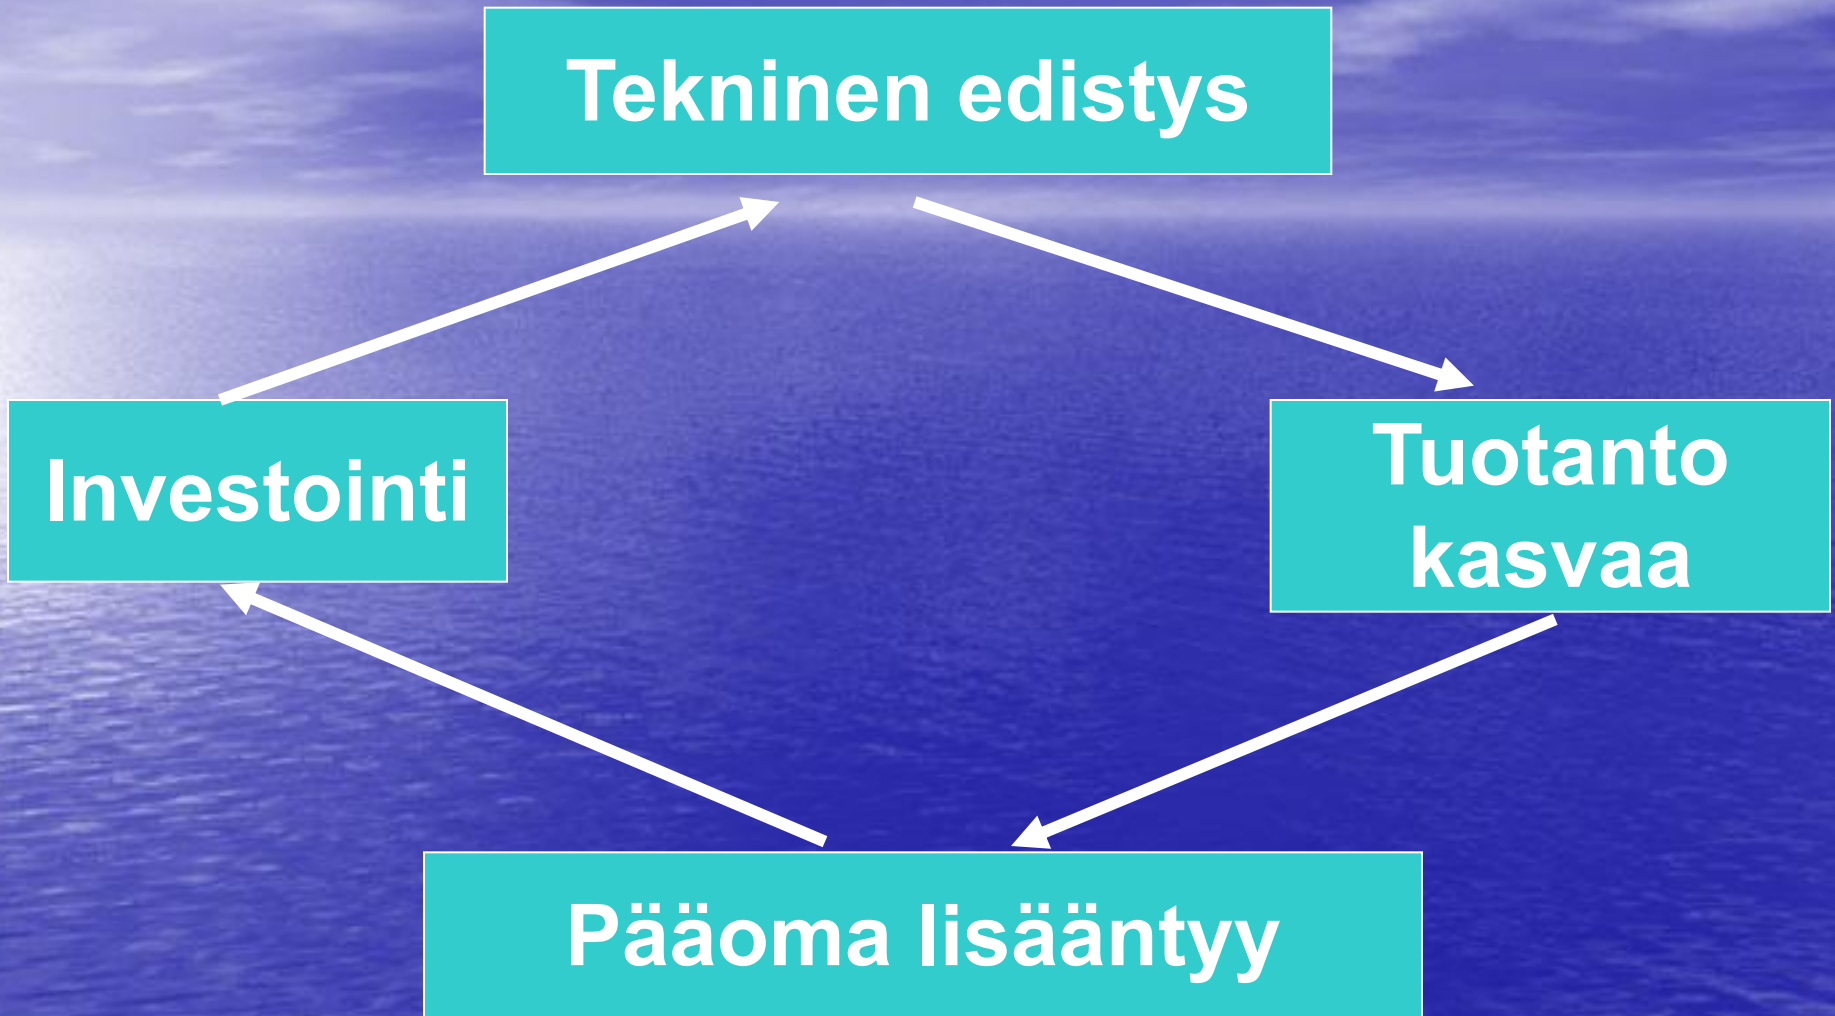 Tekninen edistys
Investointi
Tuotanto
kasvaa
Pääoma lisääntyy